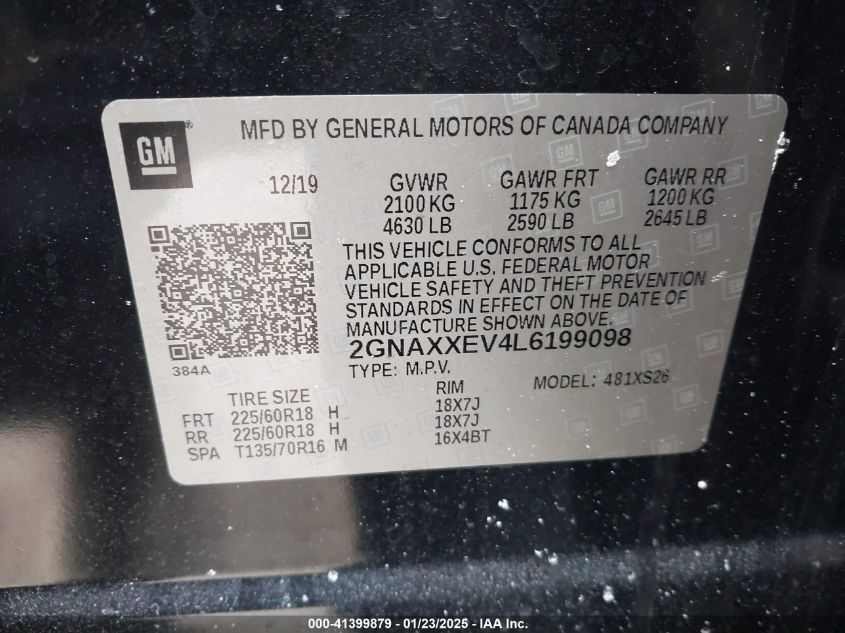 GM
MFD BY GENERAL MOTORS OF CANADA COMPANY
12/19 GVWR GAWR FRT GAWR RR
2100 KG 1175 KG 1200 KG
4630 LB 2590 LB 2645 LB
THIS VEHICLE CONFORMS TO ALL
APPLICABLE U.S. FEDERAL MOTOR
VEHICLE SAFETY AND THEFT PREVENTION
STANDARDS IN EFFECT ON THE DATE OF
MANUFACTURE SHOWN ABOVE.
2GNAXXEV4L6199098
384A
TYPE: M.P.V. MODEL: 481XS26
TIRE SIZE RIM
FRT 225/60R18 H 18X7J
RR 225/60R18 H 18X7J
SPA T135/70R16 M 16X4BT
000-41399879 — 01/23/2025 — IAA, Inc.